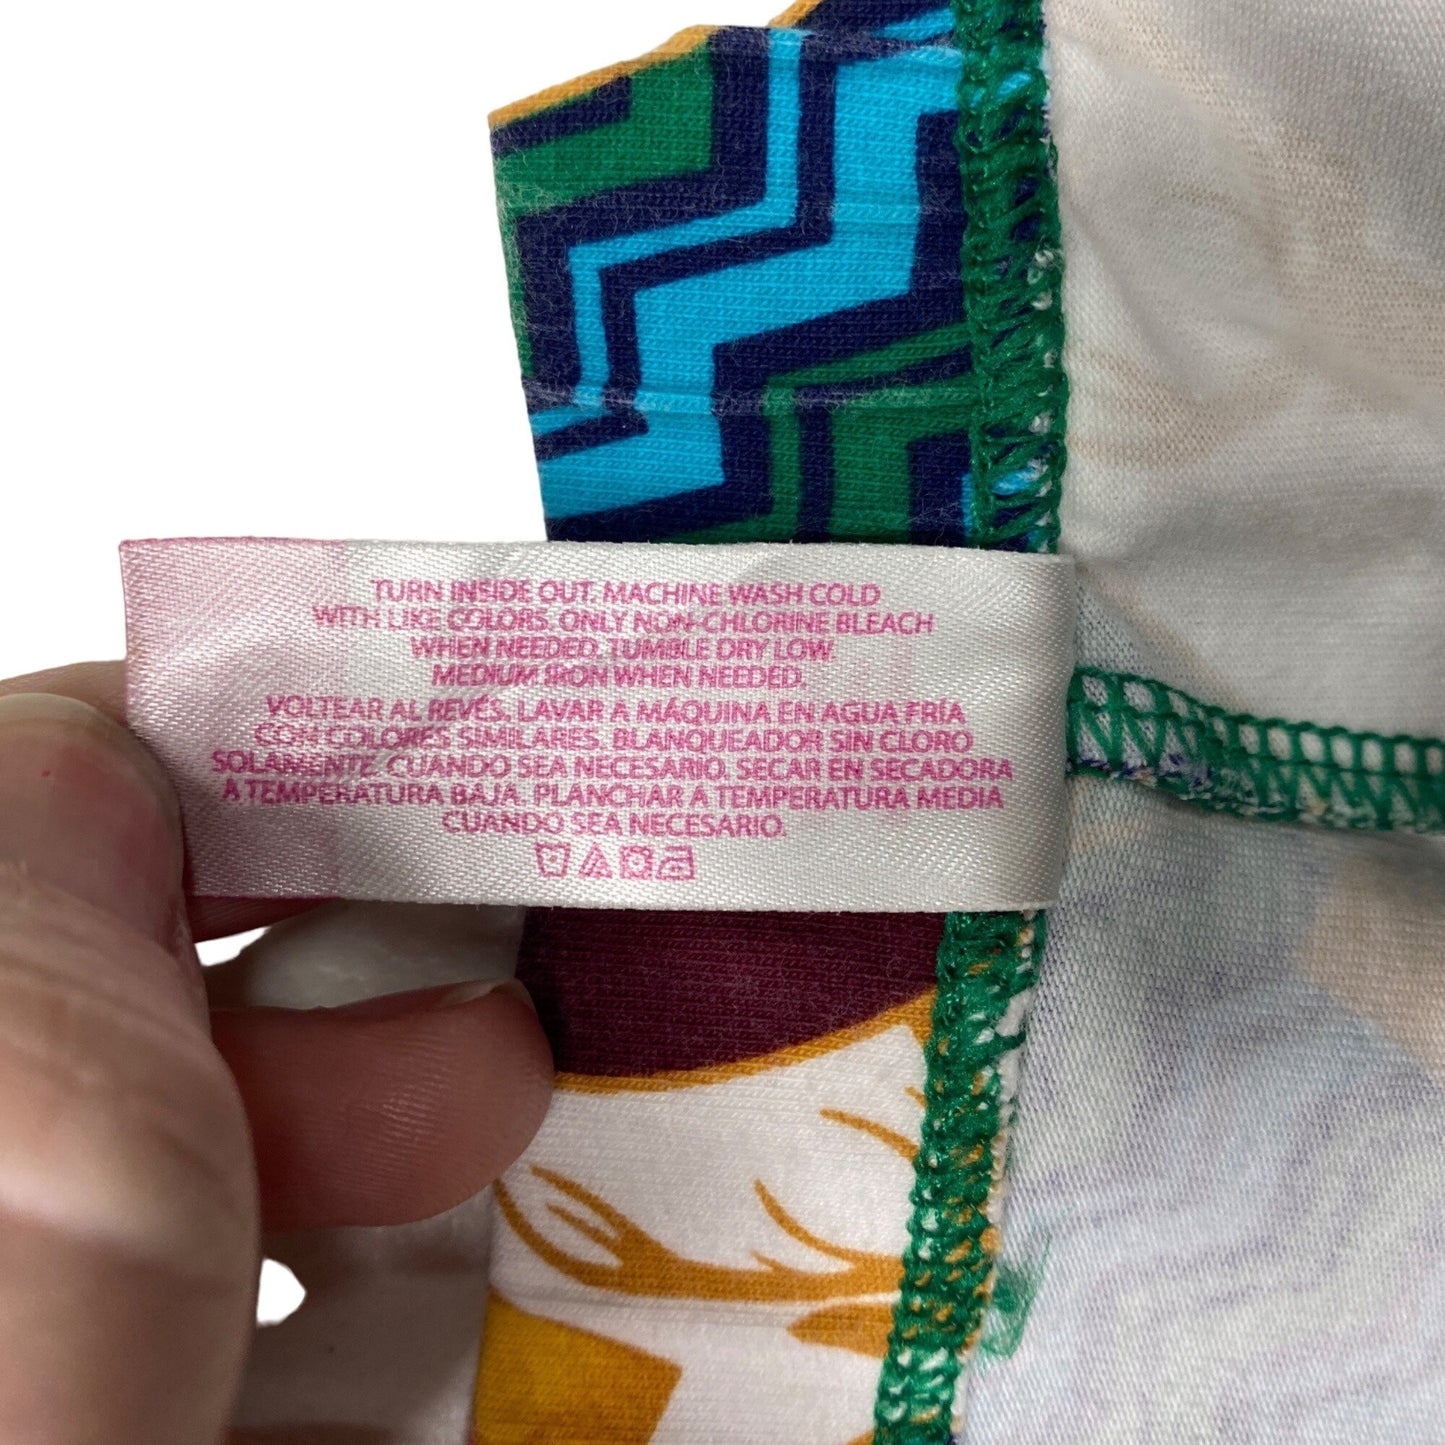 TURN INSIDE OUT. MACHINE WASH COLD
WITH LIKE COLORS. ONLY NON-CHLORINE BLEACH
WHEN NEEDED. TUMBLE DRY LOW.
MEDIUM IRON WHEN NEEDED.
VOLTEAR AL REVÉS. LAVAR A MÁQUINA EN AGUA FRÍA
CON COLORES SIMILARES. BLANQUEADOR SIN CLORO
SOLAMENTE CUANDO SEA NECESARIO. SECAR EN SECADORA
A TEMPERATURA BAJA. PLANCHAR A TEMPERATURA MEDIA
CUANDO SEA NECESARIO.